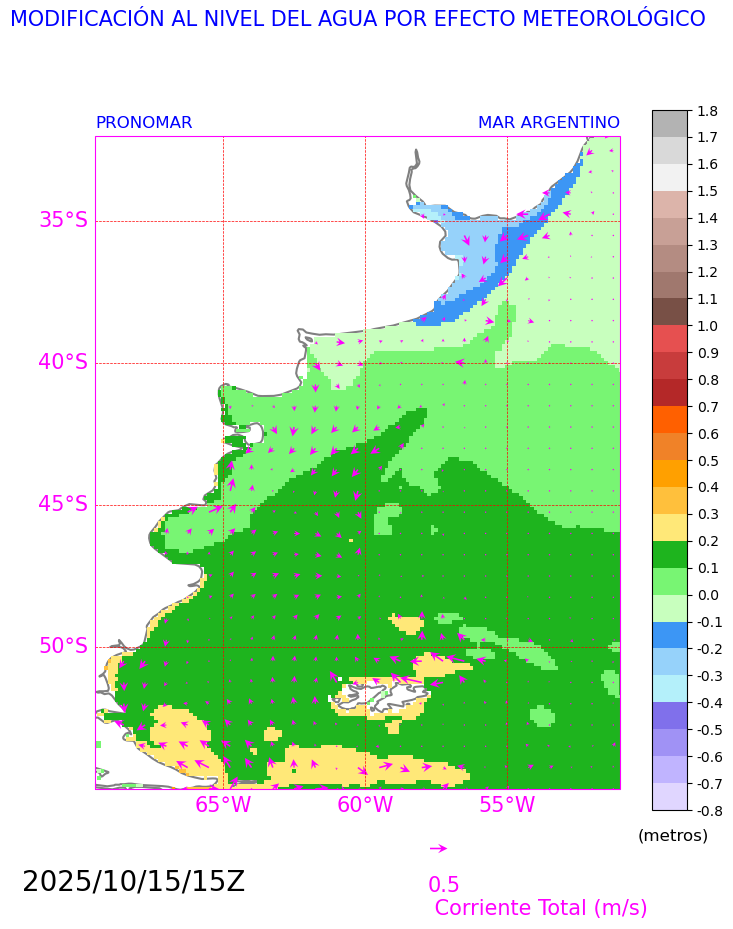 MODIFICACIÓN AL NIVEL DEL AGUA POR EFECTO METEOROLÓGICO
PRONOMAR
MAR ARGENTINO
35°S
40°S
45°S
50°S
65°W
60°W
55°W
1.8
1.7
1.6
1.5
1.4
1.3
1.2
1.1
1.0
0.9
0.8
0.7
0.6
0.5
0.4
0.3
0.2
0.1
0.0
-0.1
-0.2
-0.3
-0.4
-0.5
-0.6
-0.7
-0.8
(metros)
2025/10/15/15Z
0.5
Corriente Total (m/s)